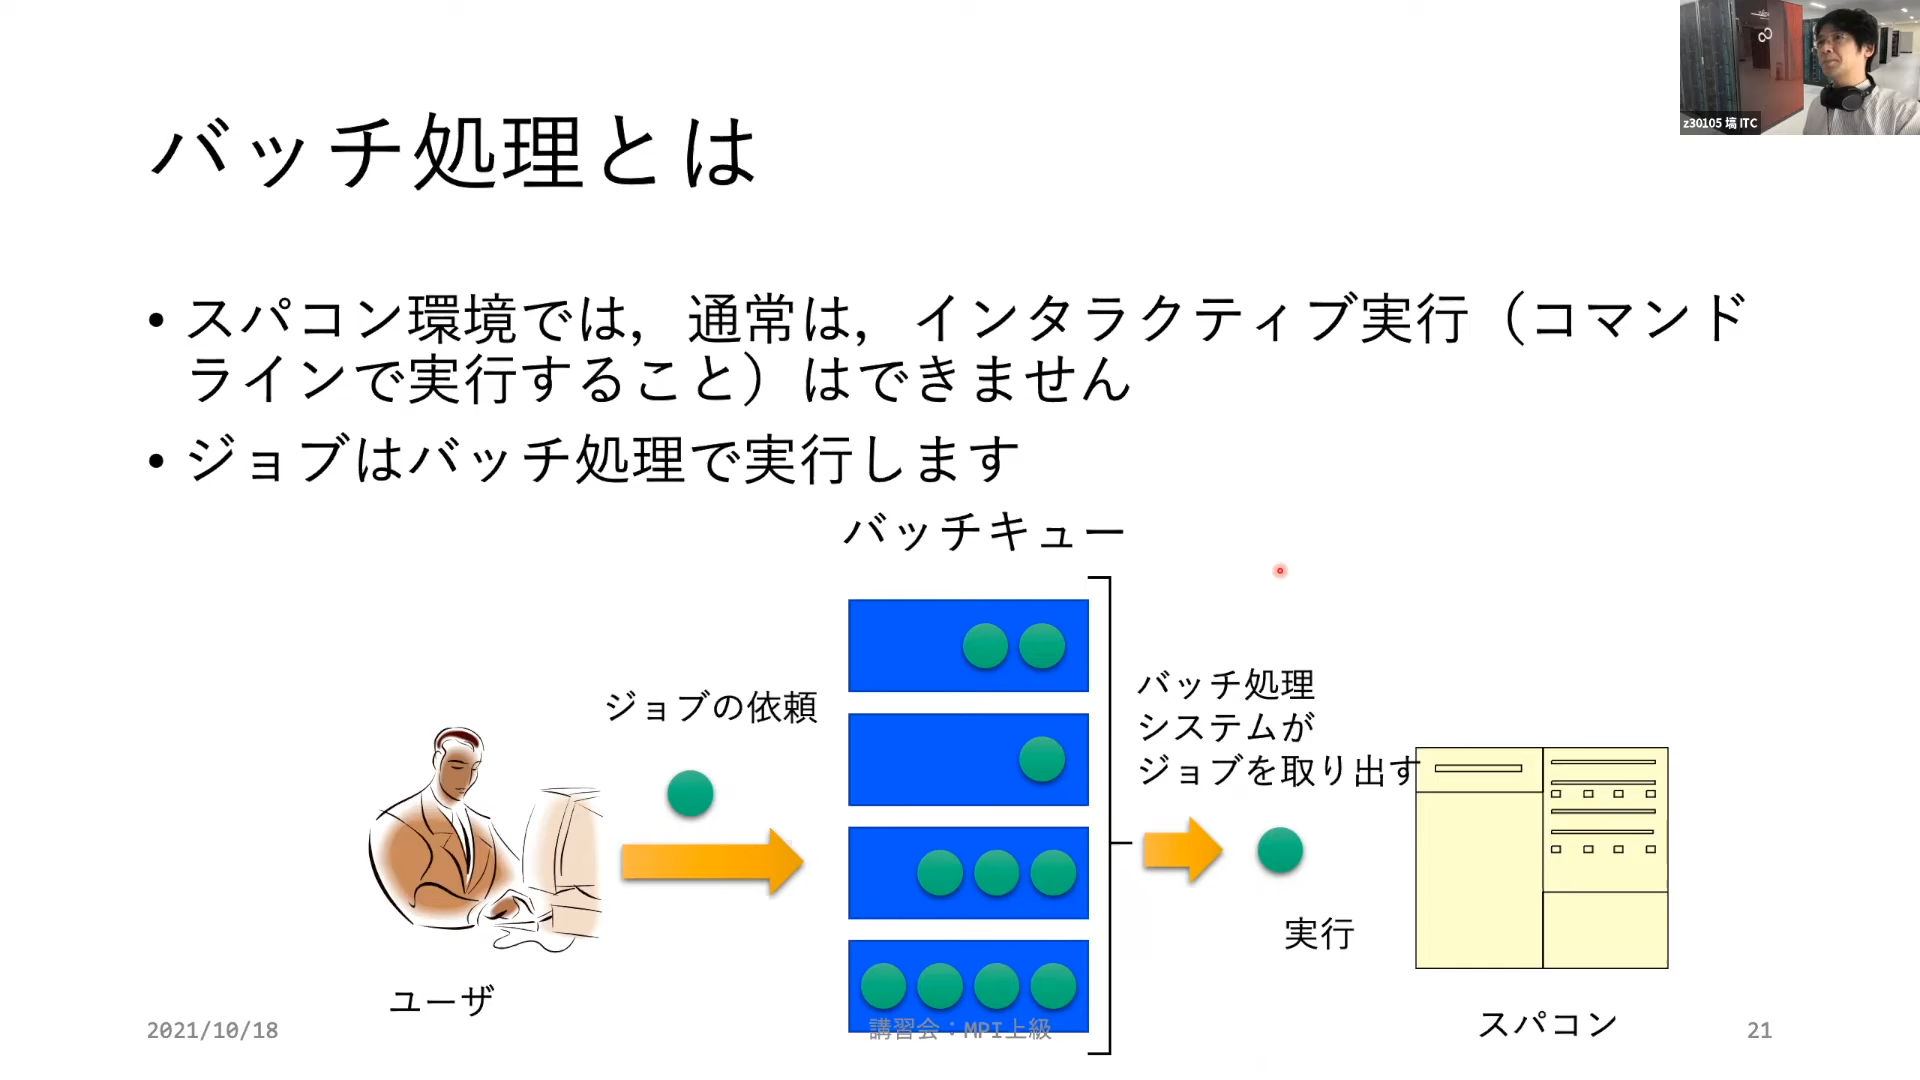 バッチ処理とは
z30105 塙 ITC
• スパコン環境では，通常は，インタラクティブ実行（コマンド
ラインで実行すること）はできません
• ジョブはバッチ処理で実行します
バッチキュー
ジョブの依頼
バッチ処理
システムが
ジョブを取り出す
実行
ユーザ
スパコン
2021/10/18
講習会：MPI上級
21